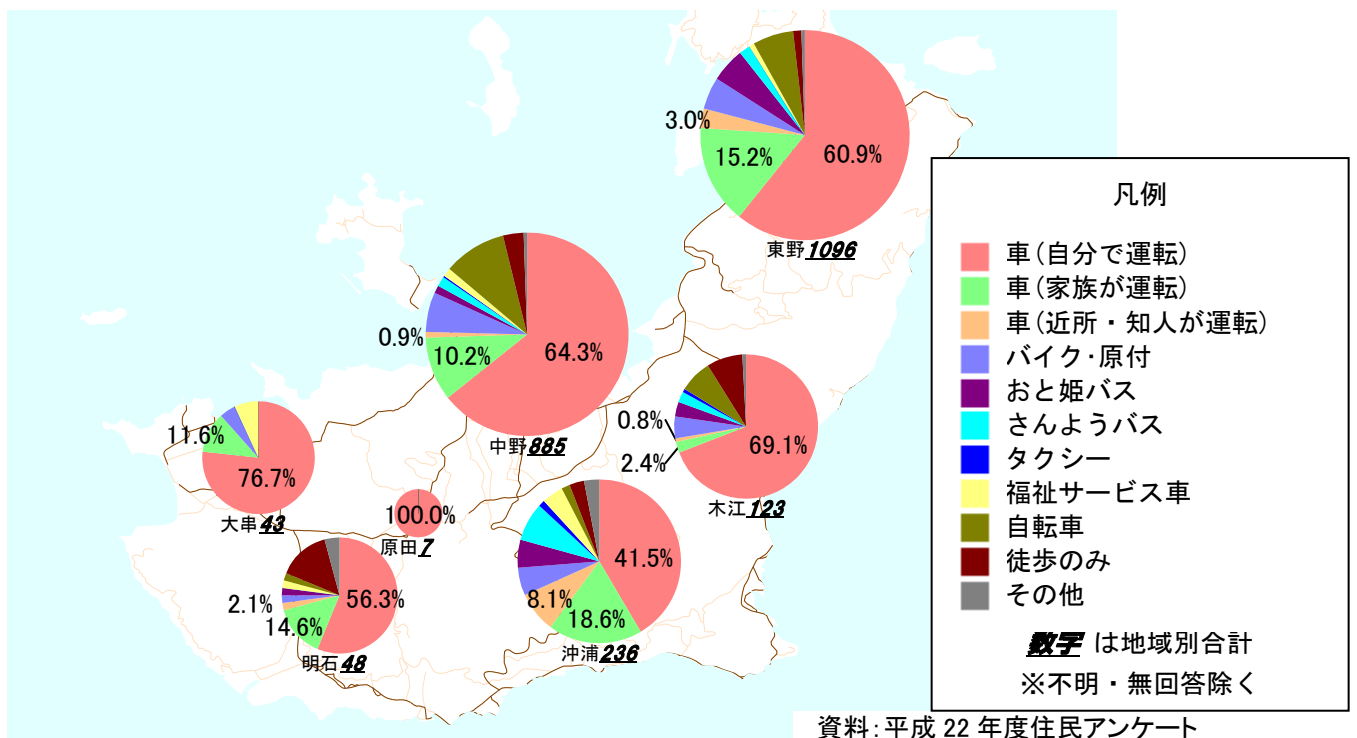 3.0%
15.2%
60.9%
東野1096
0.9%
10.2%
64.3%
中野885
11.6%
76.7%
大串43
100.0%
原田7
0.8%
2.4%
69.1%
木江123
2.1%
14.6%
56.3%
明石48
8.1%
18.6%
41.5%
沖浦236
凡例
車(自分で運転)
車(家族が運転)
車(近所・知人が運転)
バイク・原付
おと姫バス
さんようバス
タクシー
福祉サービス車
自転車
徒歩のみ
その他
数字 は地域別合計
※不明・無回答除く
資料:平成 22 年度住民アンケート